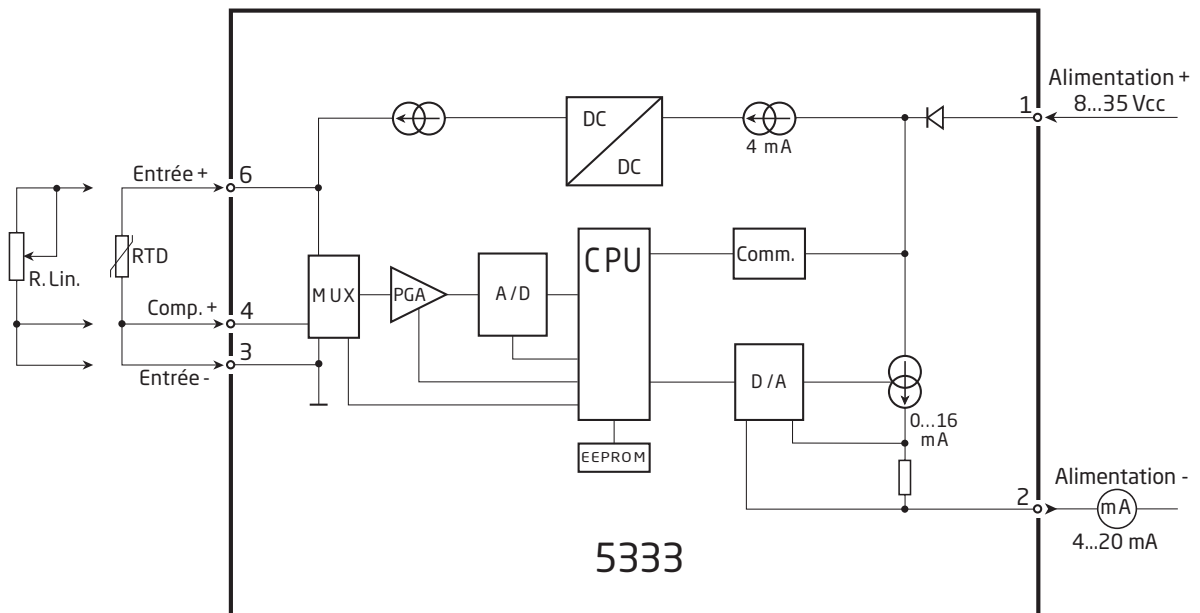 Alimentation +
8...35 Vcc
1
DC
DC
4 mA
Entrée +
6
RTD
R. Lin.
CPU
Comm.
MUX
PGA
A/D
Comp. +
4
3
Entrée -
D/A
0...16
mA
EEPROM
Alimentation -
2
mA
4...20 mA
5333